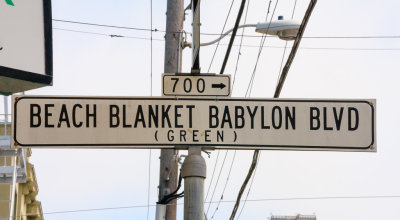 700 →
BEACH BLANKET BABYLON BLVD
(GREEN)